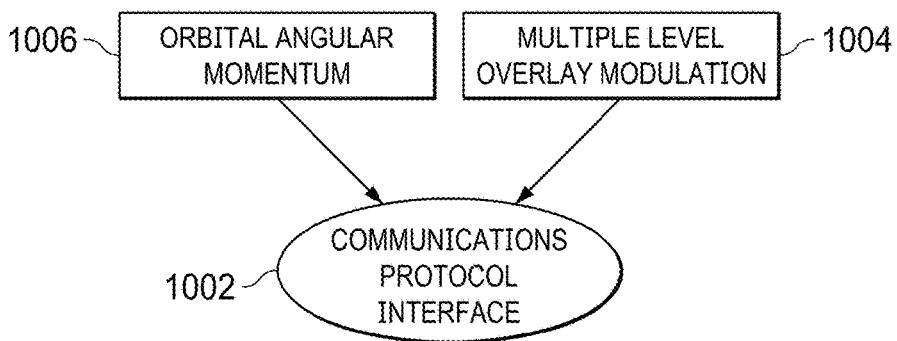 1006
ORBITAL ANGULAR
MOMENTUM
MULTIPLE LEVEL
OVERLAY MODULATION
1004
1002
COMMUNICATIONS
PROTOCOL
INTERFACE